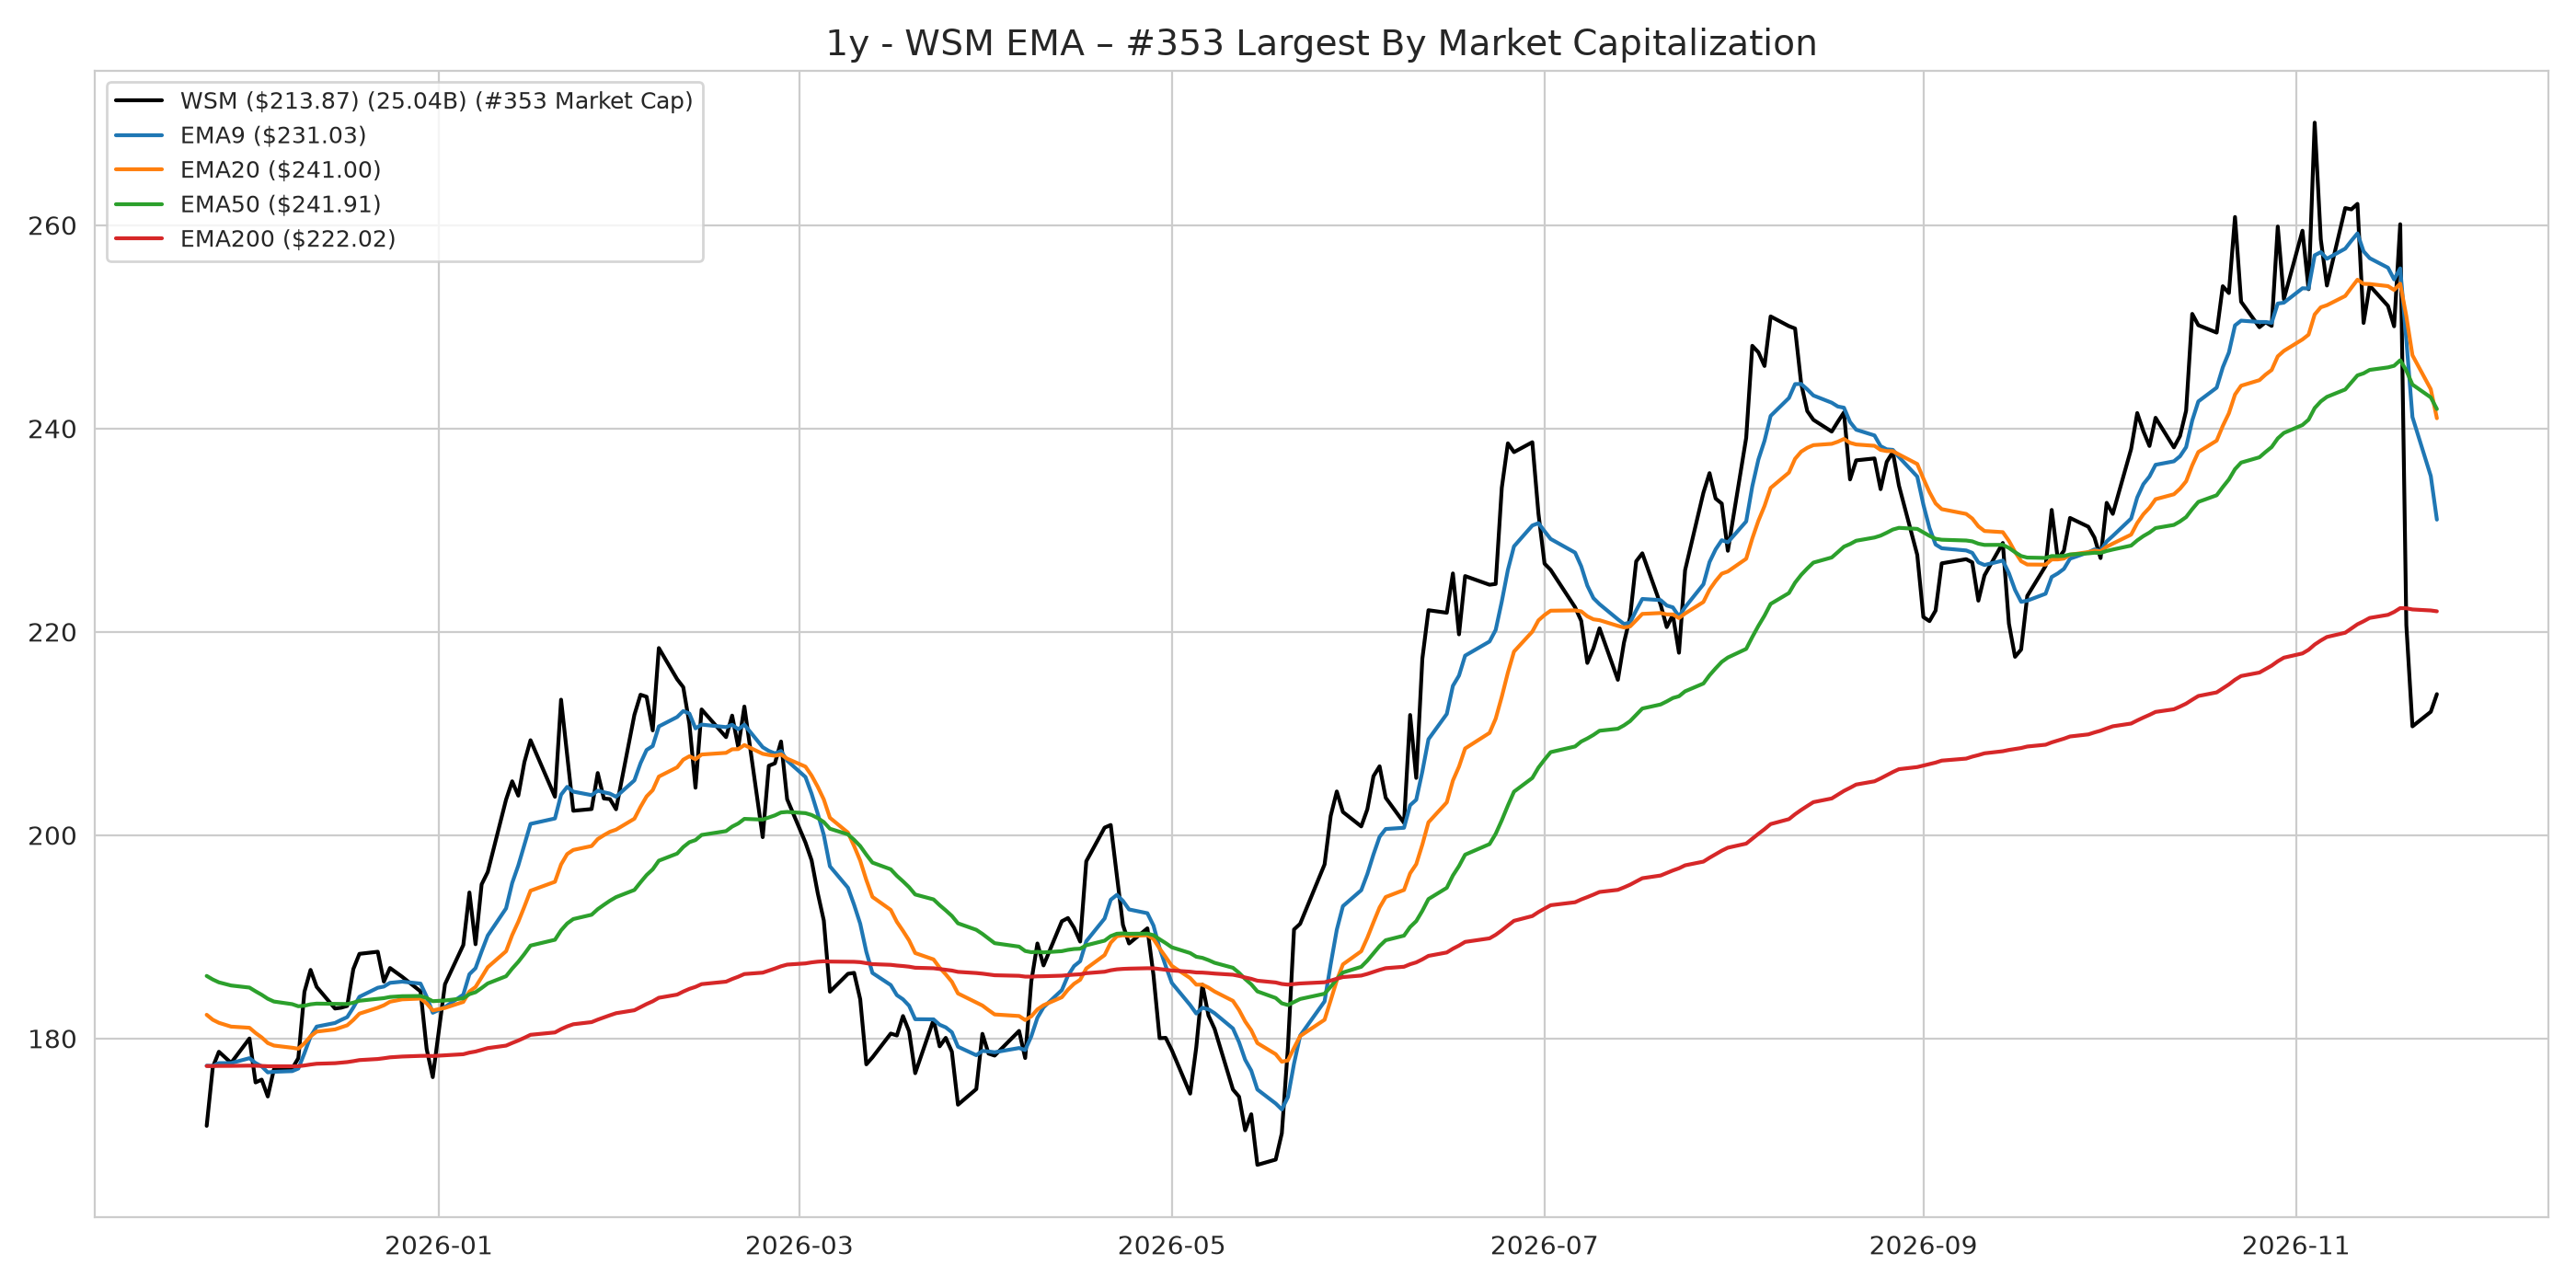 1y - WSM EMA – #353 Largest By Market Capitalization
WSM ($213.87) (25.04B) (#353 Market Cap)
EMA9 ($231.03)
EMA20 ($241.00)
EMA50 ($241.91)
EMA200 ($222.02)
260
240
220
200
180
2026-01
2026-03
2026-05
2026-07
2026-09
2026-11